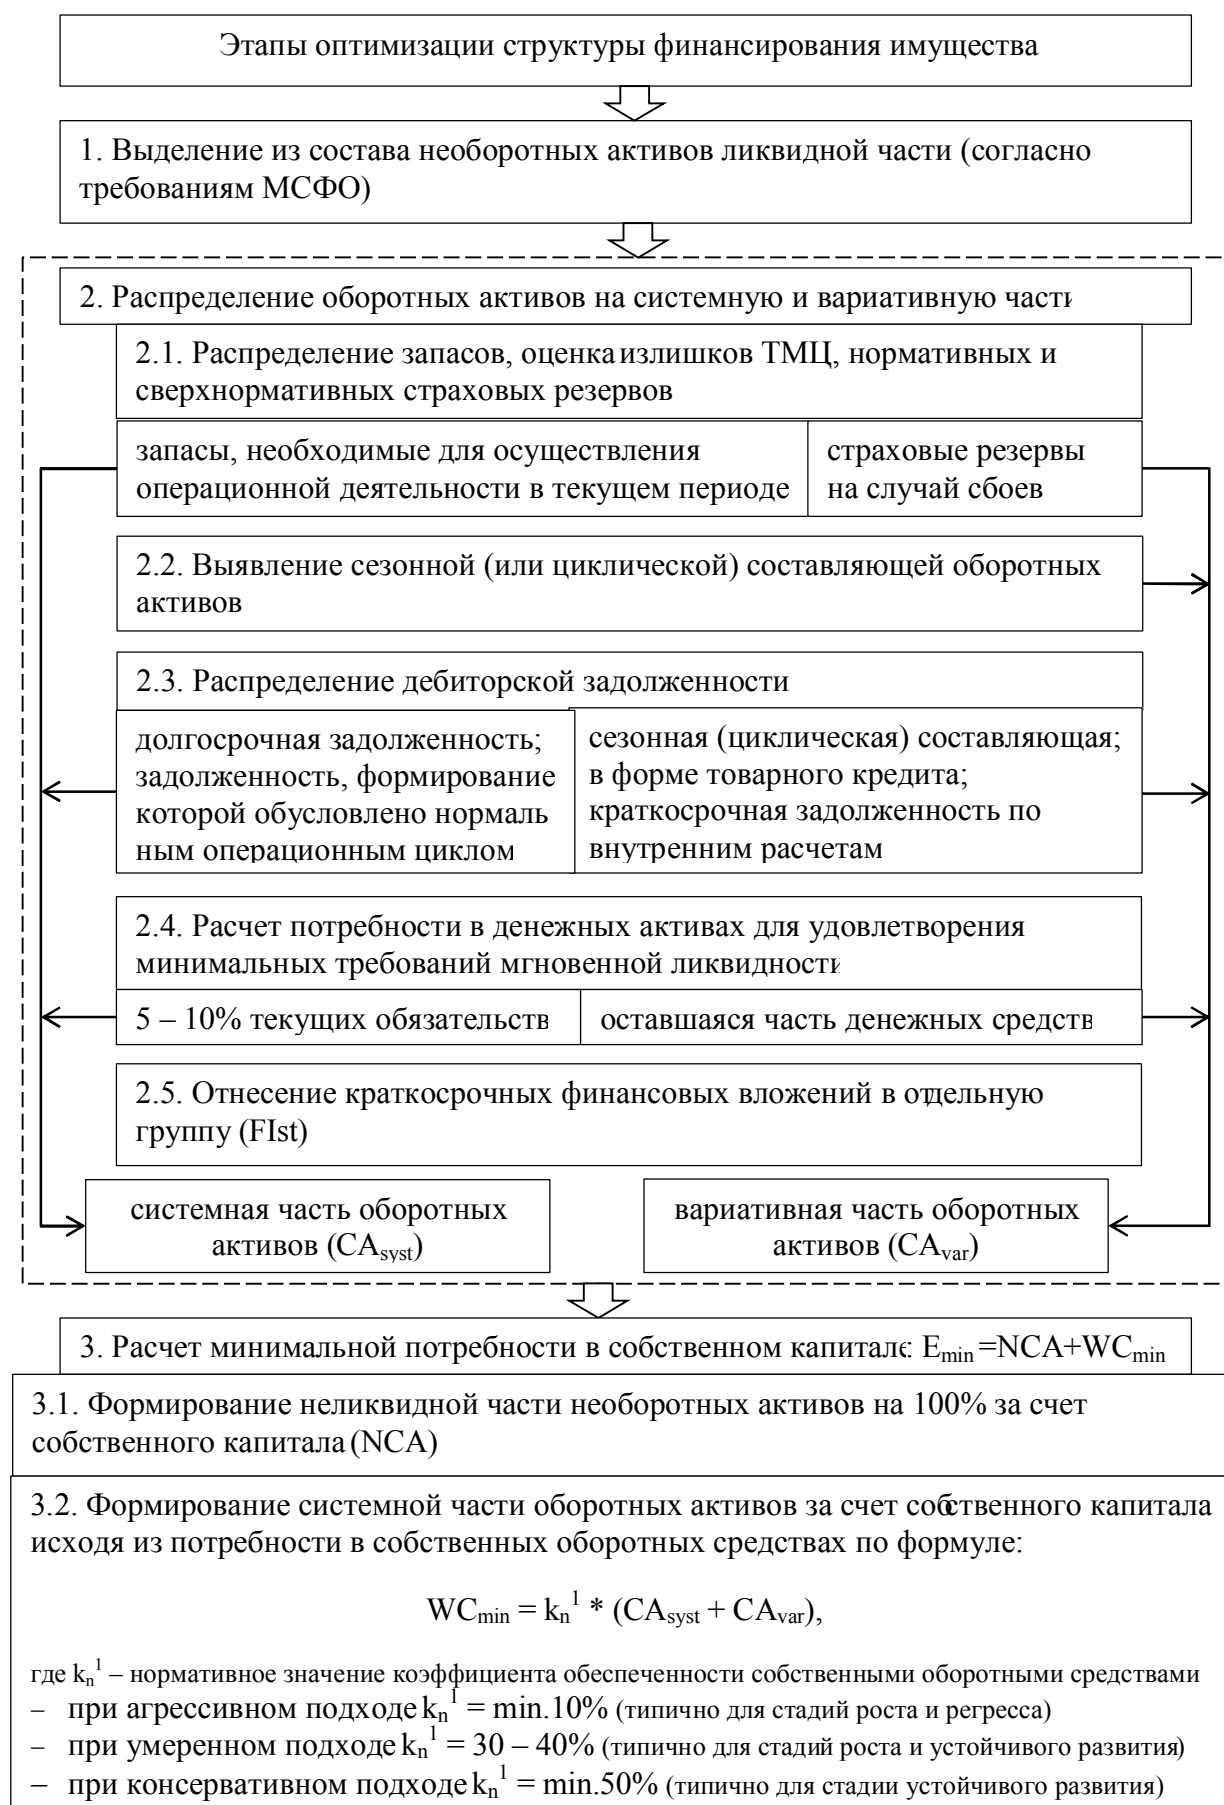 Этапы оптимизации структуры финансирования имущества
1. Выделение из состава необоротных активов ликвидной части (согласно
требованиям МСФО)
2. Распределение оборотных активов на системную и вариативную части
2.1. Распределение запасов, оценка излишков ТМЦ, нормативных и
сверхнормативных страховых резервов
запасы, необходимые для осуществления
операционной деятельности в текущем периоде
страховые резервы
на случай сбоев
2.2. Выявление сезонной (или циклической) составляющей оборотных
активов
2.3. Распределение дебиторской задолженности
долгосрочная задолженность;
задолженность, формирование
которой обусловлено нормаль
ным операционным циклом
сезонная (циклическая) составляющая;
в форме товарного кредита;
краткосрочная задолженность по
внутренним расчетам
2.4. Расчет потребности в денежных активах для удовлетворения
минимальных требований мгновенной ликвидности
5 – 10% текущих обязательств
оставшаяся часть денежных средств
2.5. Отнесение краткосрочных финансовых вложений в отдельную
группу (FIst)
системная часть оборотных
активов (CAsyst)
вариативная часть оборотных
активов (CAvar)
3. Расчет минимальной потребности в собственном капитале: Emin=NCA+WCmin
3.1. Формирование неликвидной части необоротных активов на 100% за счет
собственного капитала (NCA)
3.2. Формирование системной части оборотных активов за счет собственного капитала
исходя из потребности в собственных оборотных средствах по формуле:
WCmin = kn¹ * (CAsyst + CAvar),
где kn¹ – нормативное значение коэффициента обеспеченности собственными оборотными средствами
– при агрессивном подходе kn¹ = min.10% (типично для стадий роста и регресса)
– при умеренном подходе kn¹ = 30 – 40% (типично для стадий роста и устойчивого развития)
– при консервативном подходе kn¹ = min.50% (типично для стадии устойчивого развития)